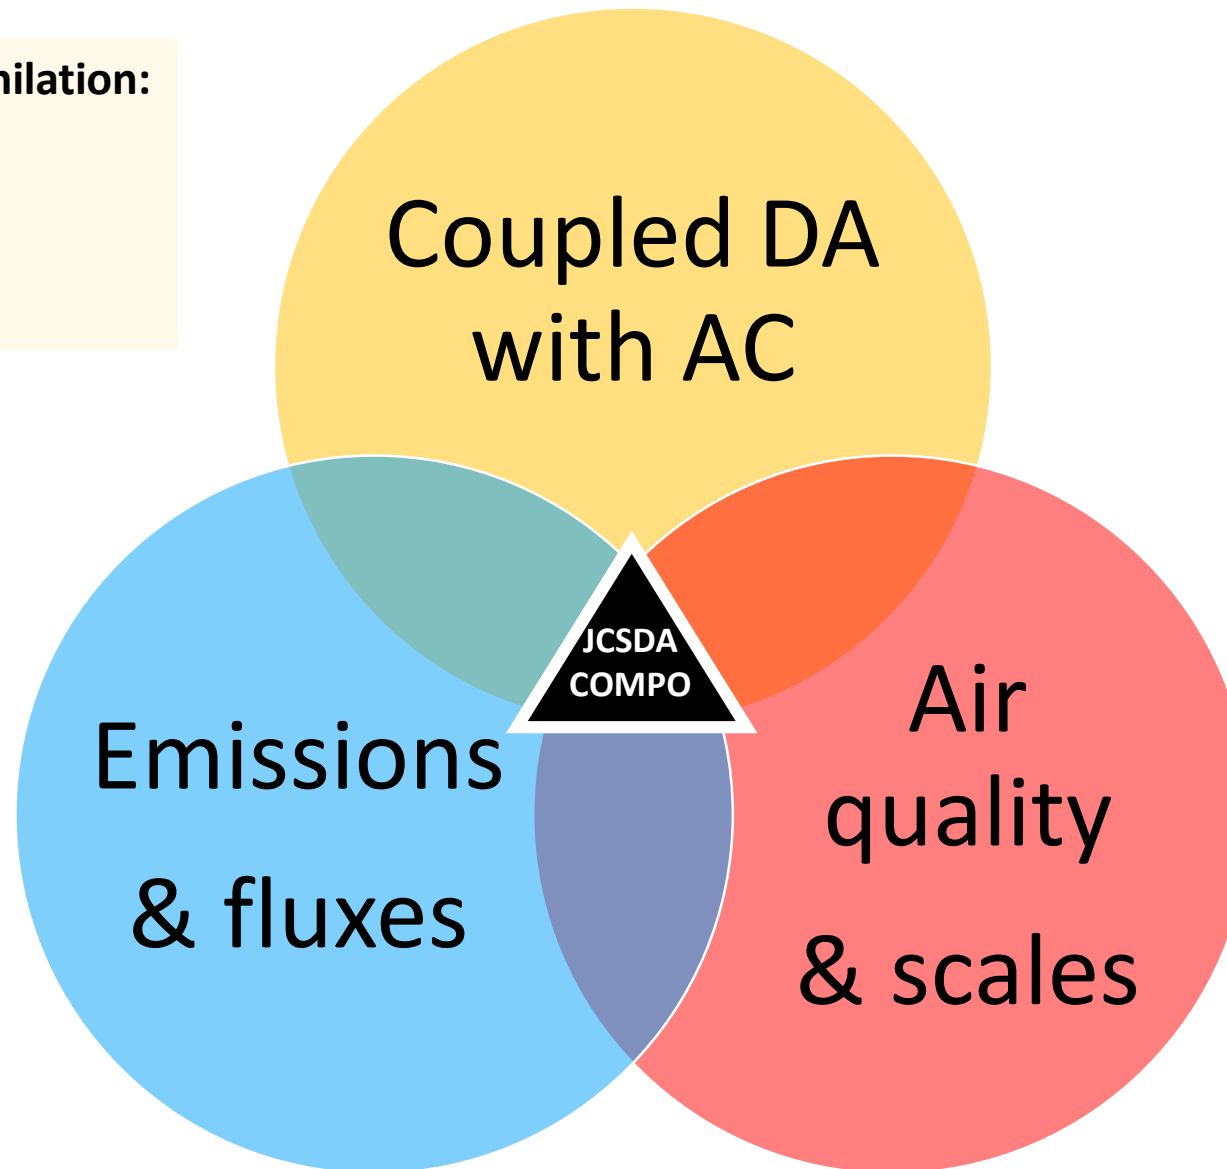 nilation:
Coupled DA
with AC
JCSDA
COMPO
Emissions
& fluxes
Air
quality
& scales